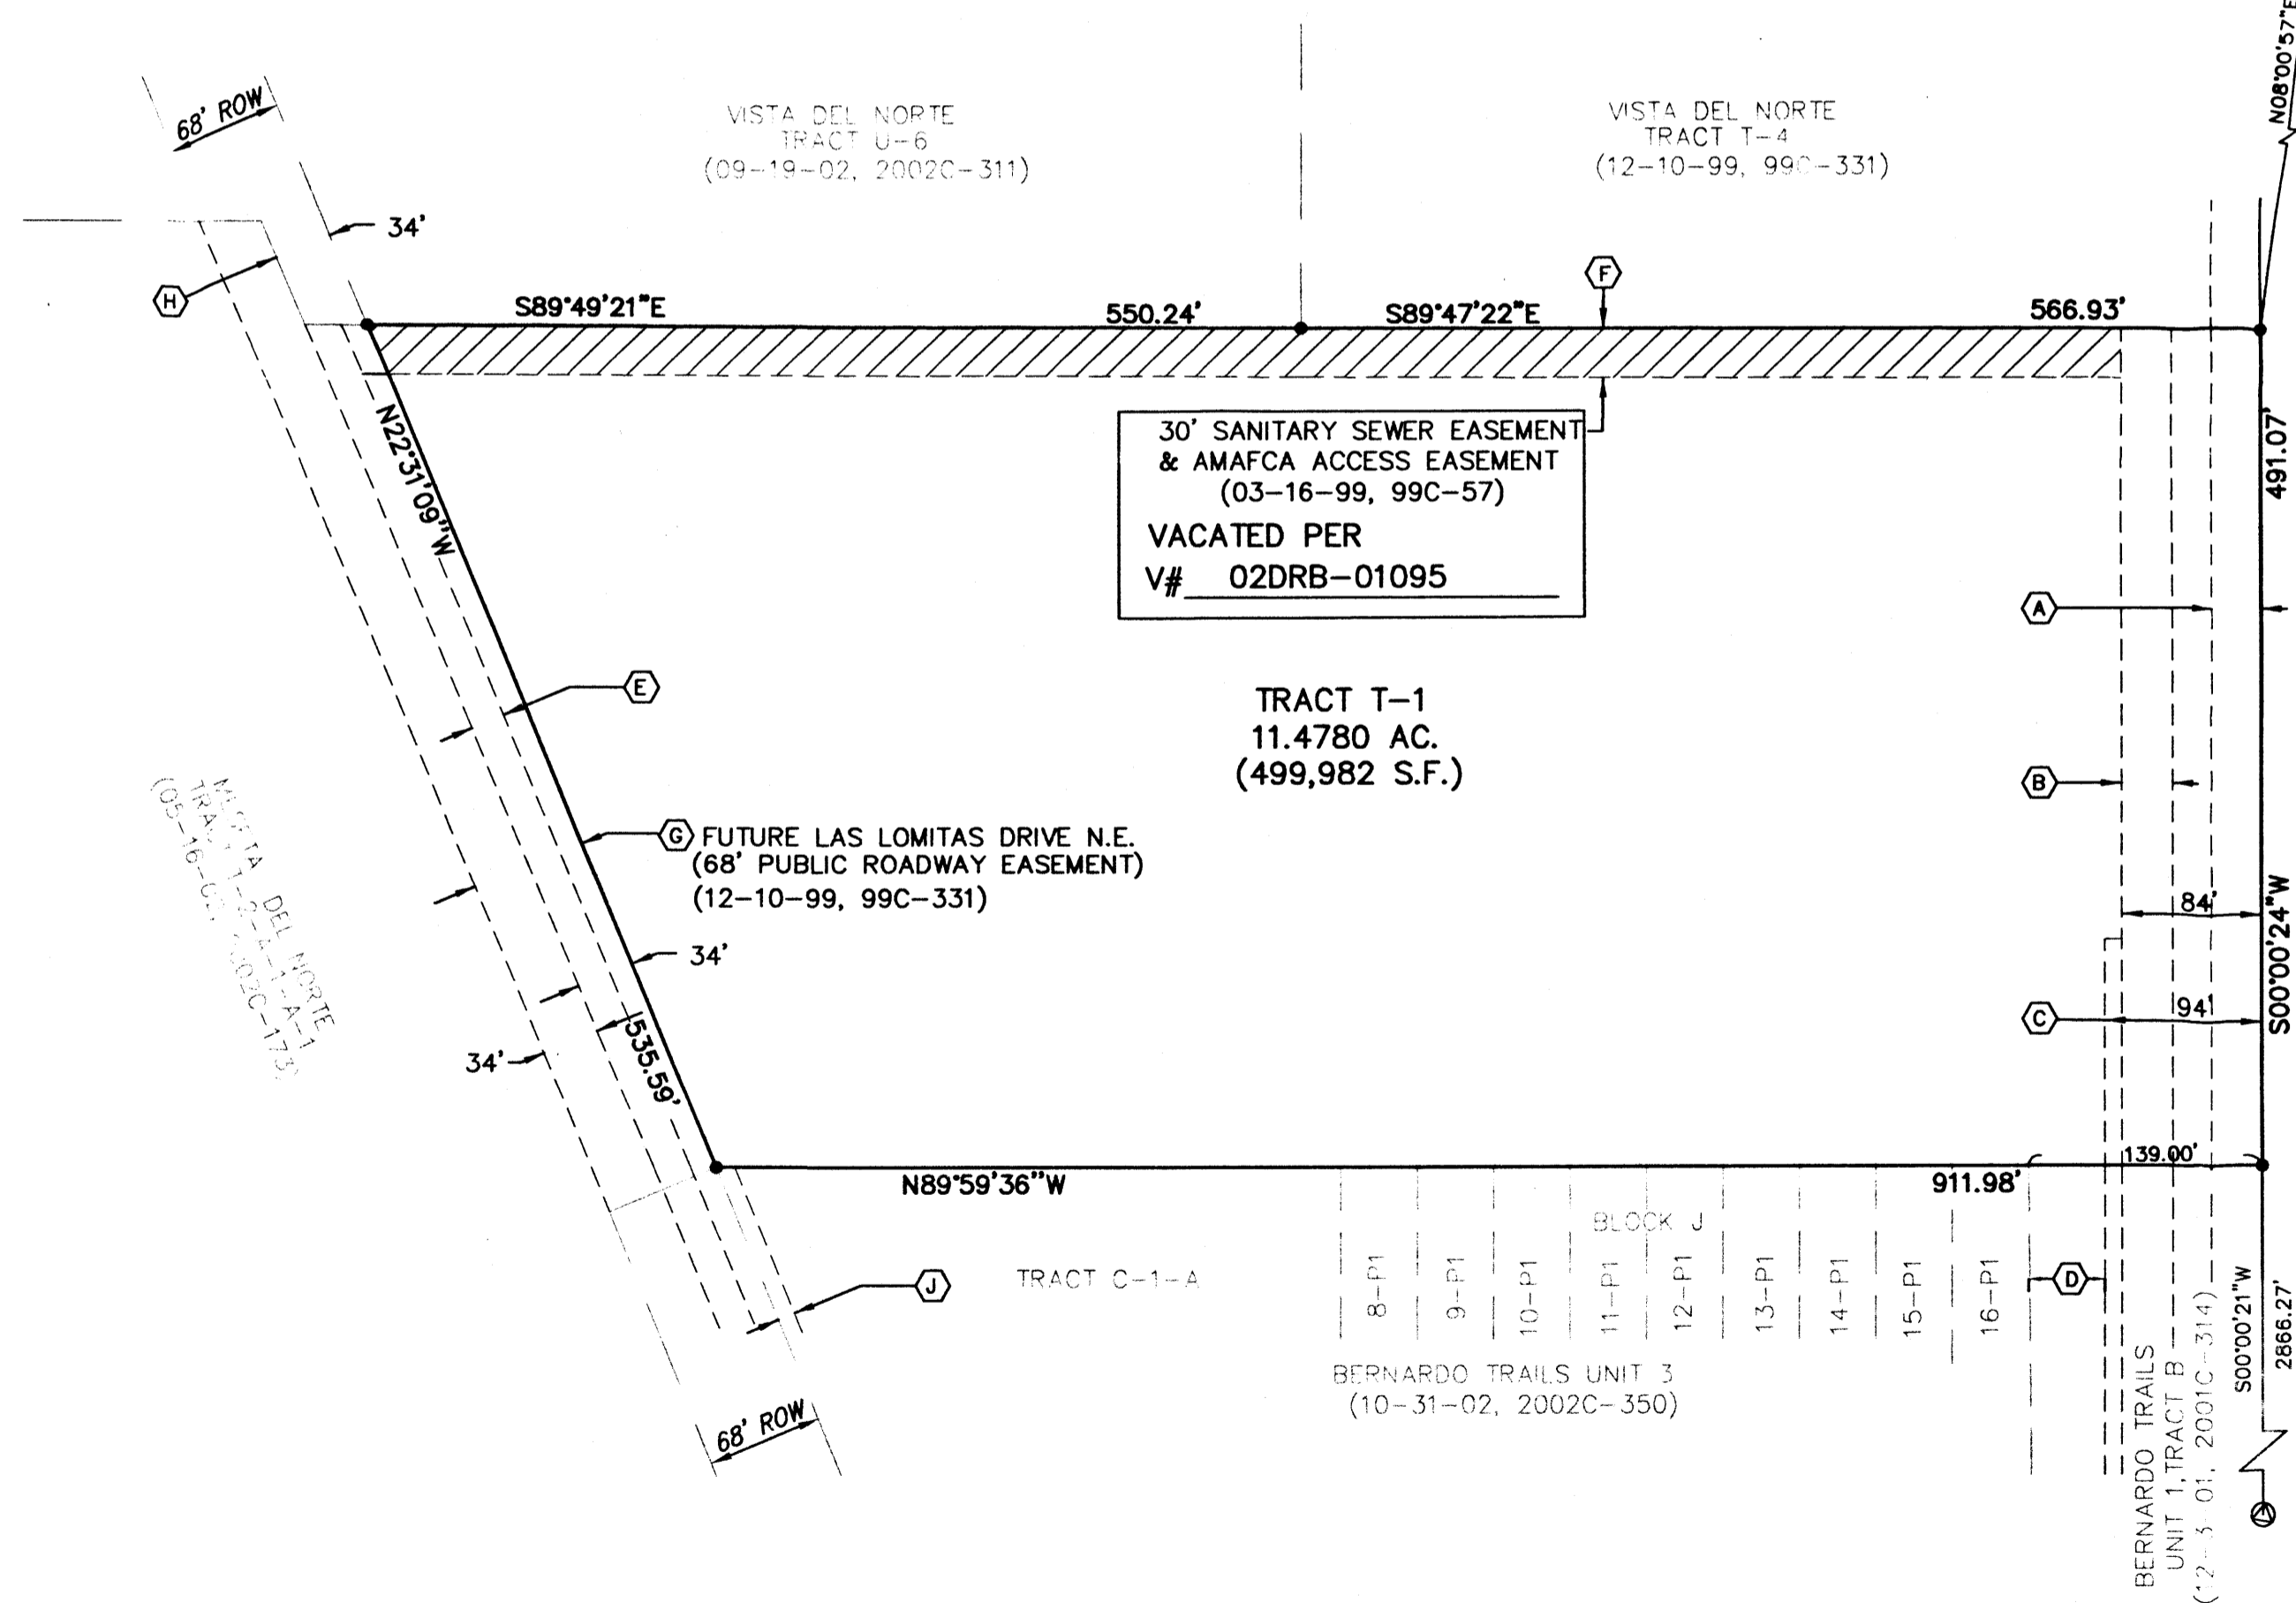 N08°00'57"E
68' ROW
VISTA DEL NORTE
TRACT U-6
(09-19-02, 2002C-311)
VISTA DEL NORTE
TRACT T-4
(12-10-99, 99C-331)
34'
H
F
S89°49'21"E
550.24'
S89°47'22"E
566.93'
N22°31'09"W
30' SANITARY SEWER EASEMENT
& AMAFCA ACCESS EASEMENT
(03-16-99, 99C-57)
VACATED PER
V# 02DRB-01095
491.07'
A
E
TRACT T-1
11.4780 AC.
(499,982 S.F.)
B
G FUTURE LAS LOMITAS DRIVE N.E.
(68' PUBLIC ROADWAY EASEMENT)
(12-10-99, 99C-331)
DEL NORTE
84'
S00°00'24"W
34'
94'
C
34'
535.59'
139.00'
N89°59'36"W
911.98'
BLOCK J
TRACT C-1-A
J
8-P1
9-P1
10-P1
11-P1
12-P1
13-P1
14-P1
15-P1
16-P1
D
BERNARDO TRAILS UNIT 3
(10-31-02, 2002C-350)
68' ROW
BERNARDO TRAILS
UNIT 1, TRACT B
(12-3-01, 2001C-314)
S00°00'21"W
2866.27'